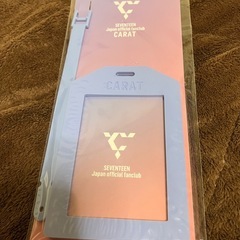 SEVENTEEN
Japan official fanclub
CARAT
CARAT
SEVENTEEN
Japan official fanclub